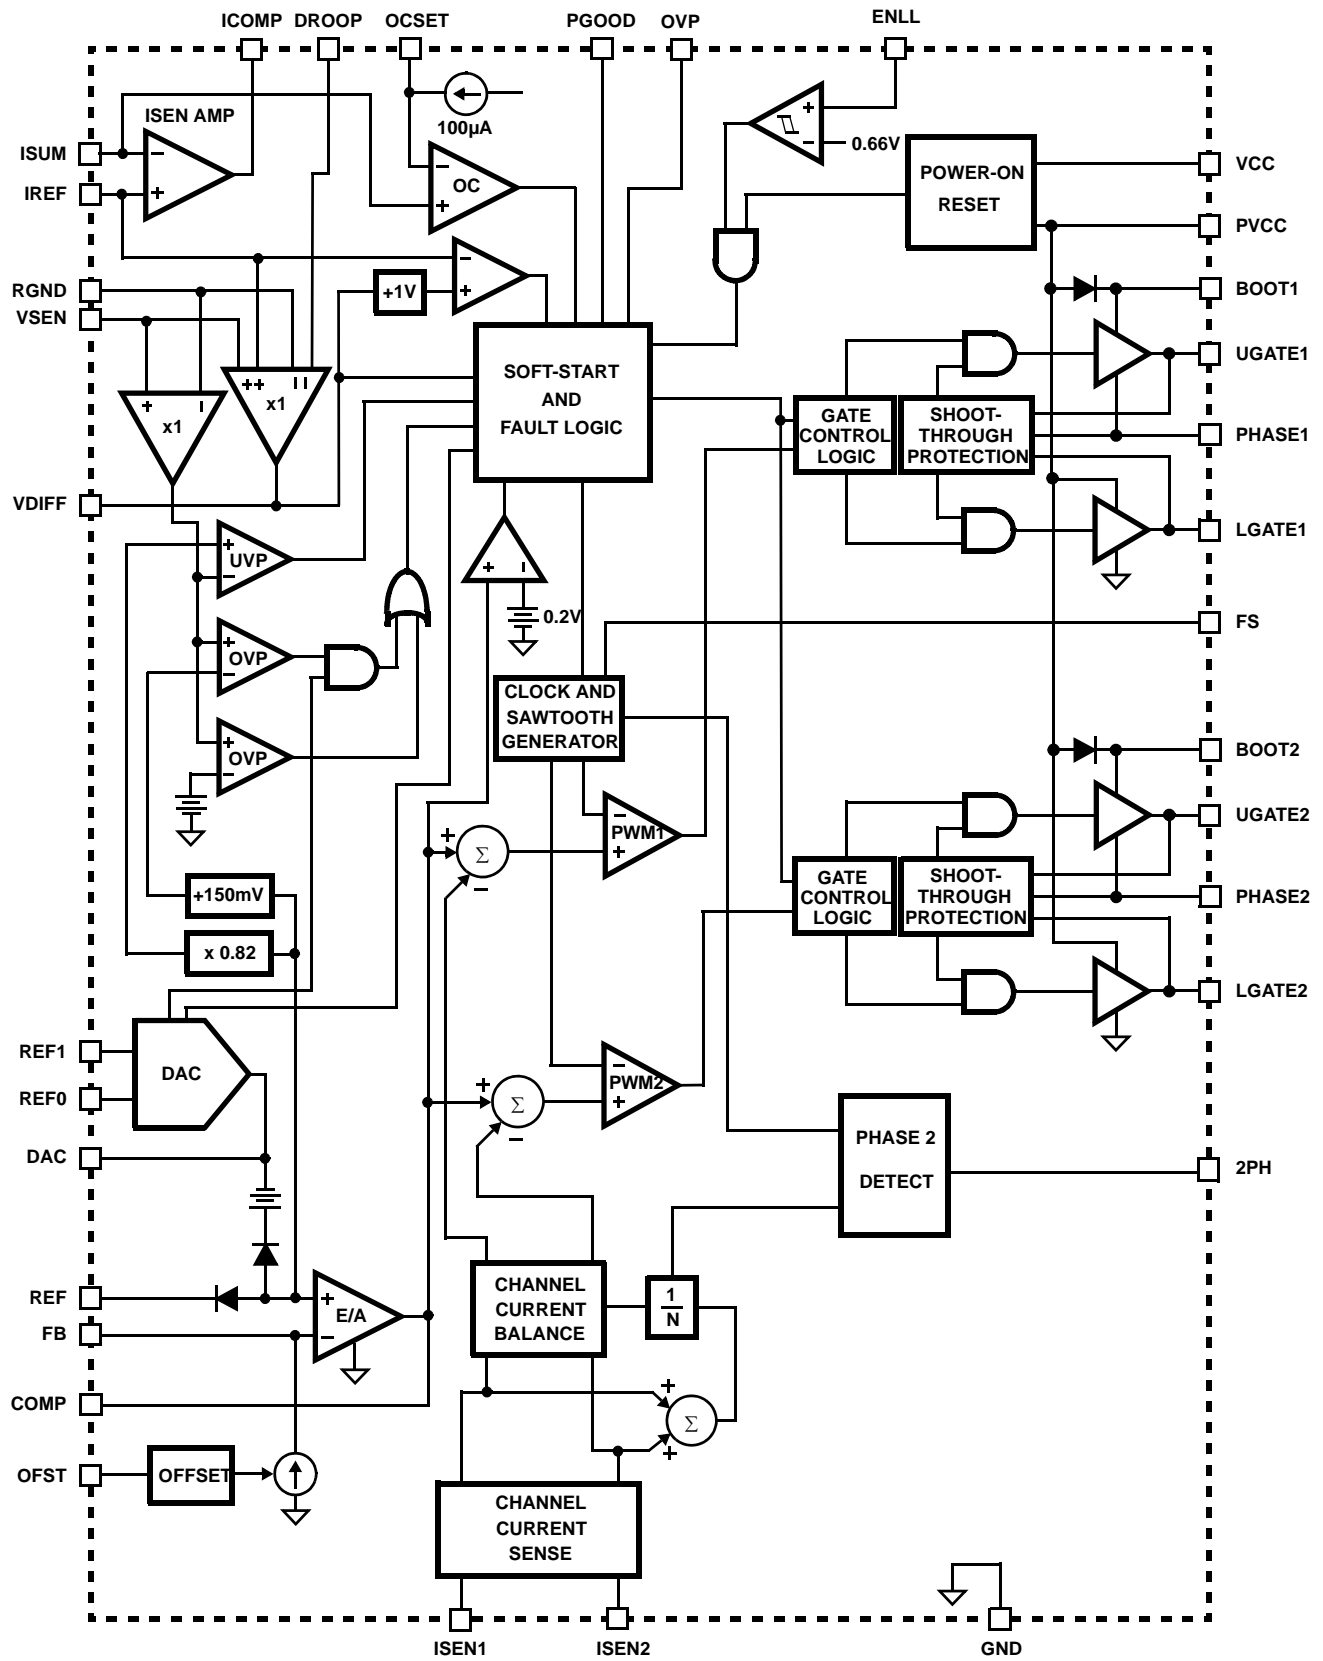 ICOMP DROOP OCSET PGOOD OVP ENLL
ISEN AMP
100µA
ISUM
−
+
IREF
−
OC
+
+
−
0.66V
POWER-ON
RESET
VCC
PVCC
RGND
VSEN
+1V
−
+
BOOT1
UGATE1
+ −
x1
++ − −
x1
SOFT-START
AND
FAULT LOGIC
GATE
CONTROL
LOGIC
SHOOT-
THROUGH
PROTECTION
PHASE1
LGATE1
VDIFF
+
UVP
−
+ −
0.2V
FS
+
OVP
−
+
OVP
−
CLOCK AND
SAWTOOTH
GENERATOR
BOOT2
UGATE2
+
Σ
−
−
PWM1
+
GATE
CONTROL
LOGIC
SHOOT-
THROUGH
PROTECTION
PHASE2
LGATE2
+150mV
x 0.82
REF1
REF0
DAC
DAC
+
Σ
−
−
PWM2
+
PHASE 2
DETECT
2PH
REF
FB
+
E/A
−
CHANNEL
CURRENT
BALANCE
1
N
COMP
+
Σ
+
OFST
OFFSET
CHANNEL
CURRENT
SENSE
ISEN1 ISEN2 GND